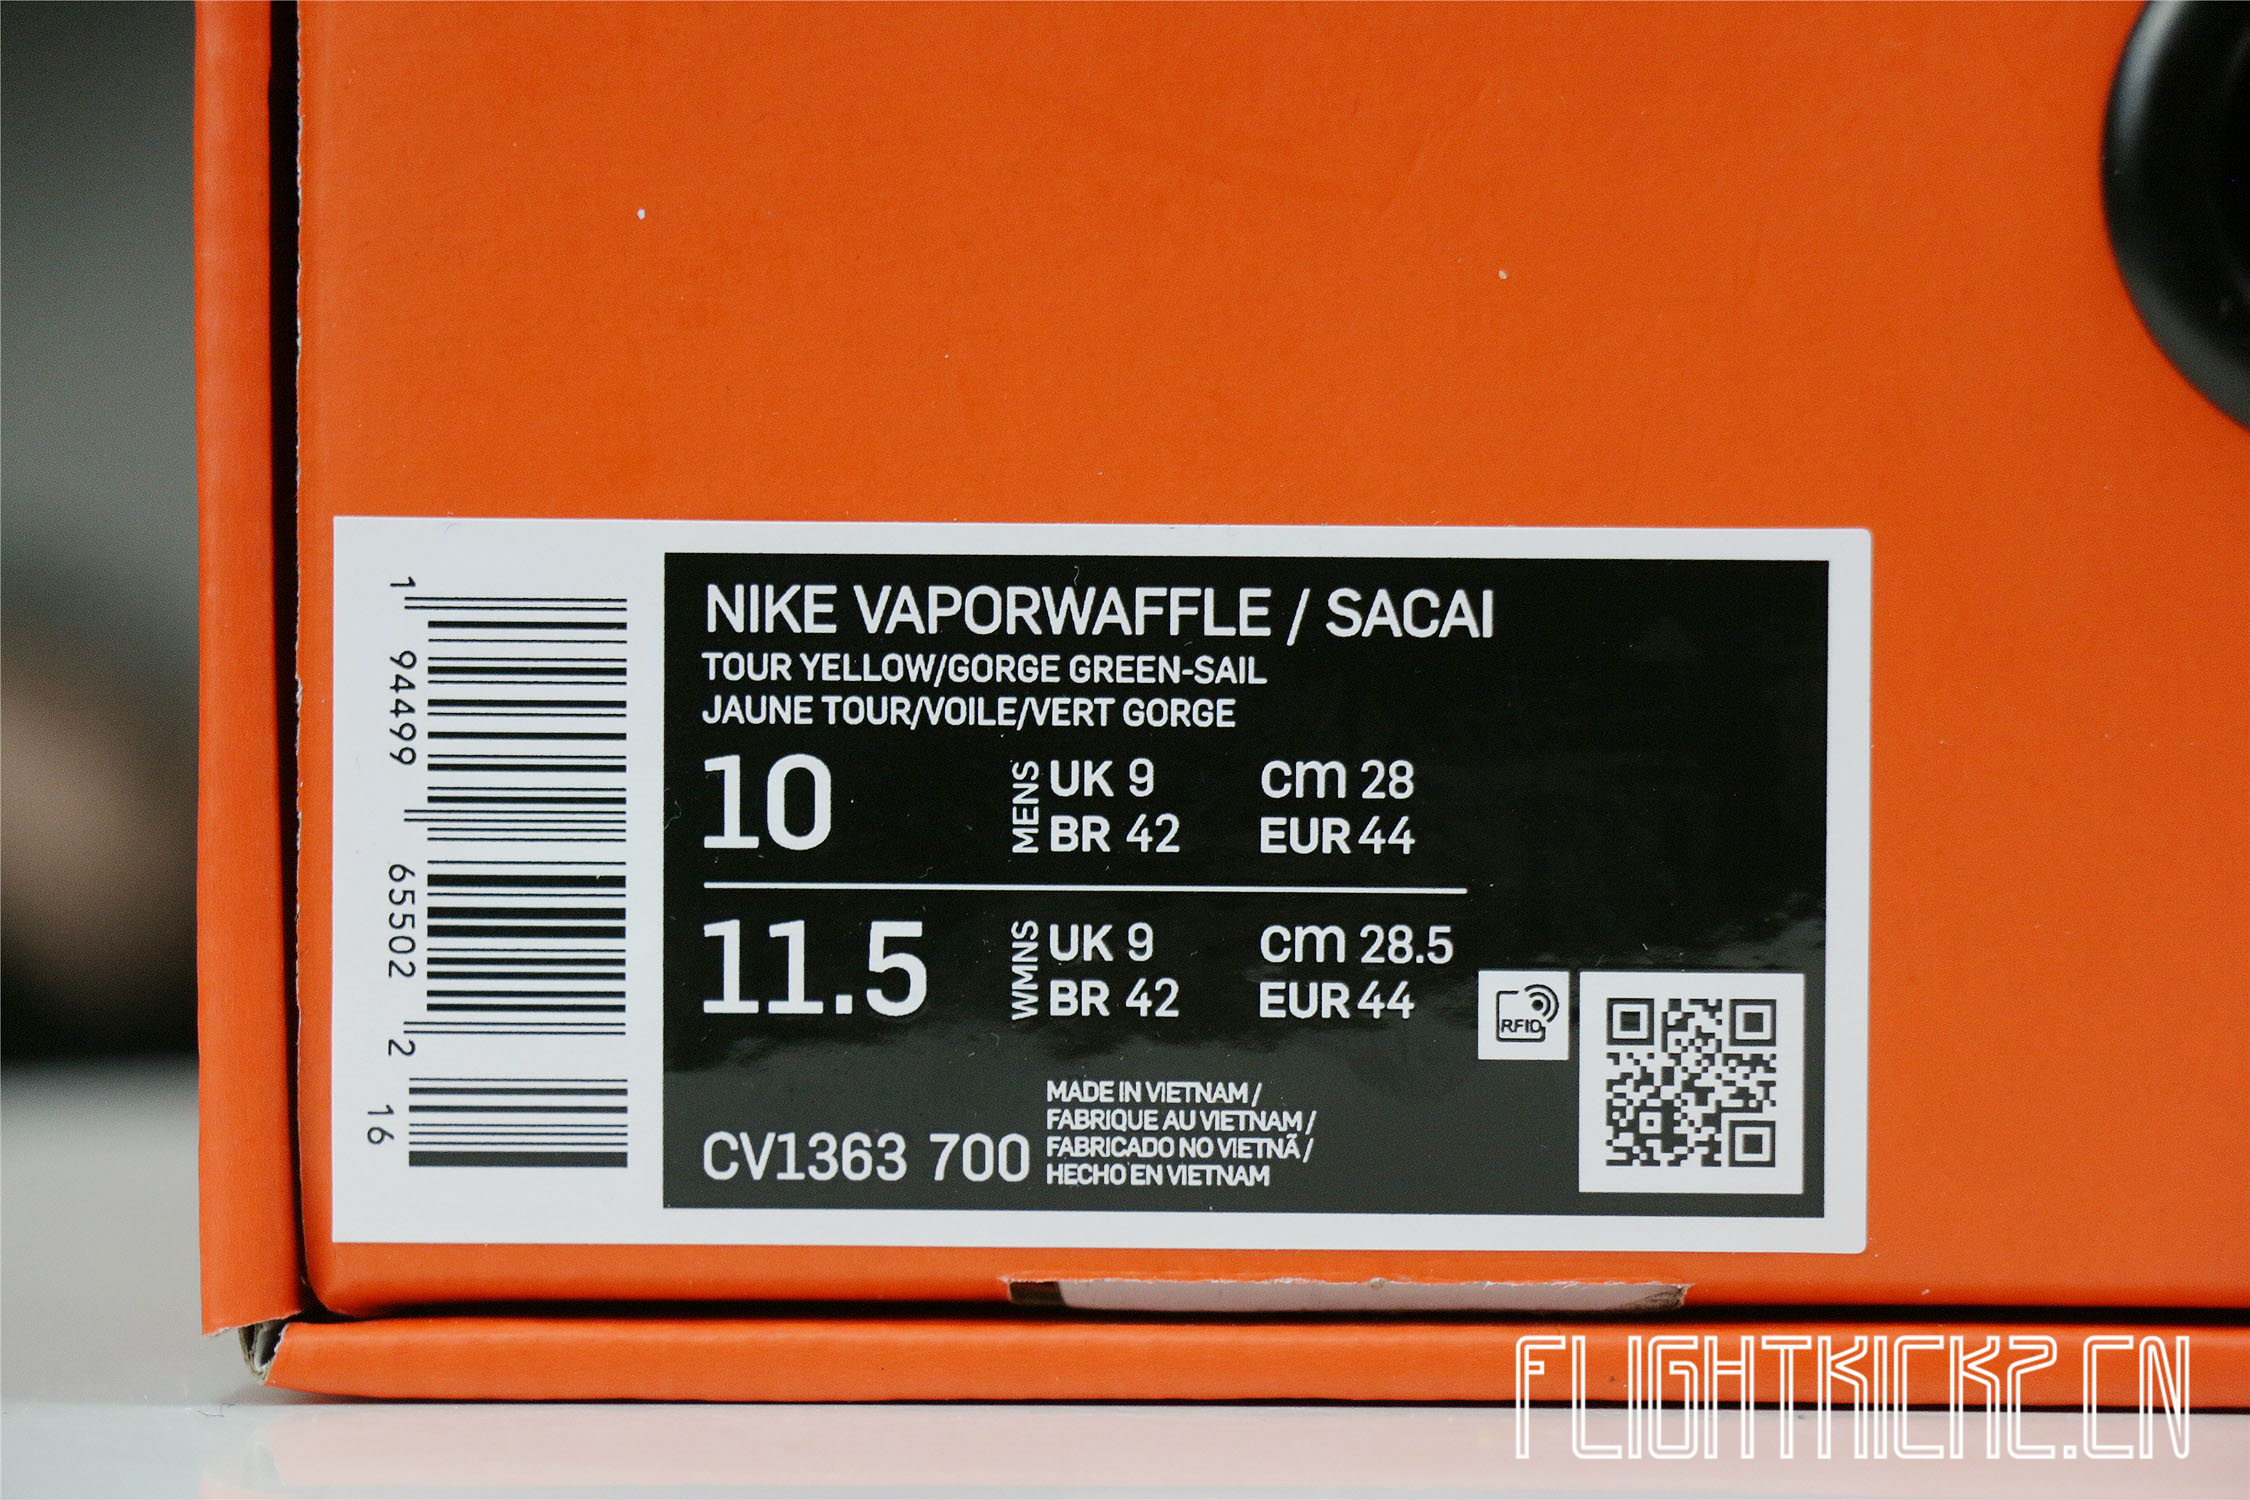 1
94499
65502
2
16
NIKE VAPORWAFFLE / SACAI
TOUR YELLOW/GORGE GREEN-SAIL
JAUNE TOUR/VOILE/VERT GORGE
10 MENS UK 9 cm 28
BR 42 EUR 44
11.5 WMNS UK 9 cm 28.5
BR 42 EUR 44
RFID
MADE IN VIETNAM /
FABRIQUE AU VIETNAM /
FABRICADO NO VIETNÃ /
HECHO EN VIETNAM
CV1363 700
FLIGHTKICKZ.CN